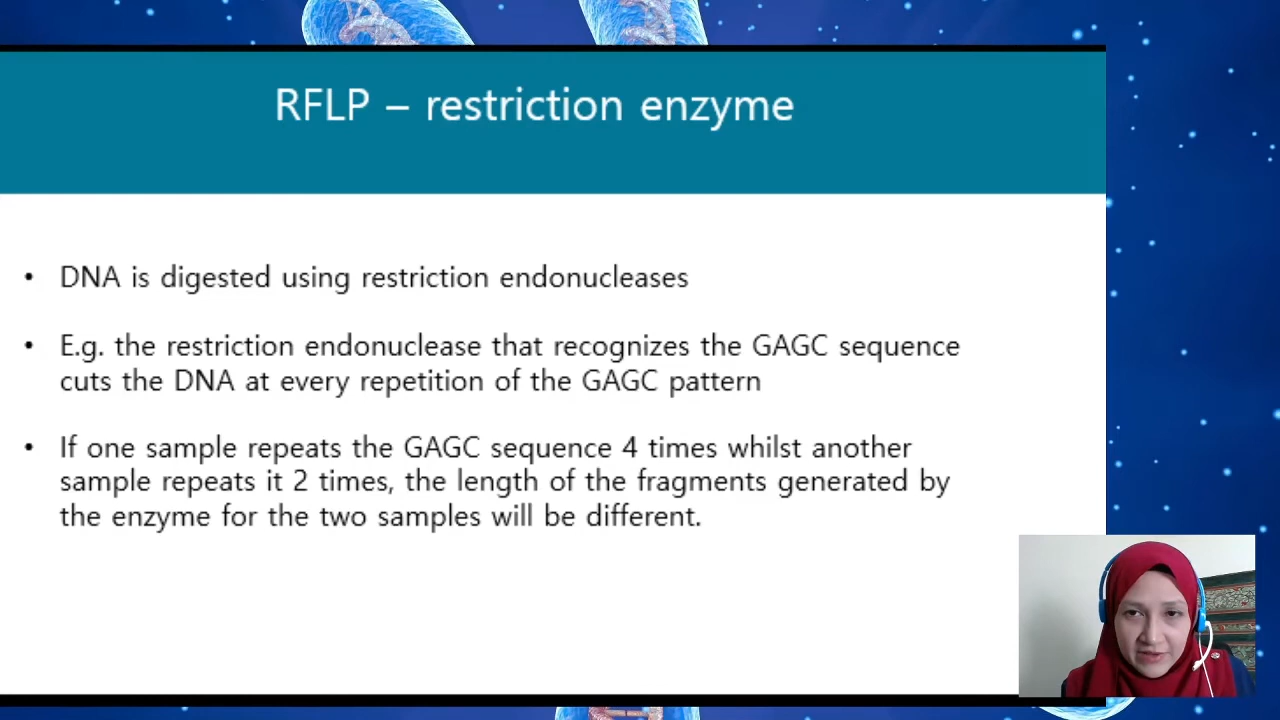 RFLP – restriction enzyme
• DNA is digested using restriction endonucleases
• E.g. the restriction endonuclease that recognizes the GAGC sequence
cuts the DNA at every repetition of the GAGC pattern
• If one sample repeats the GAGC sequence 4 times whilst another
sample repeats it 2 times, the length of the fragments generated by
the enzyme for the two samples will be different.